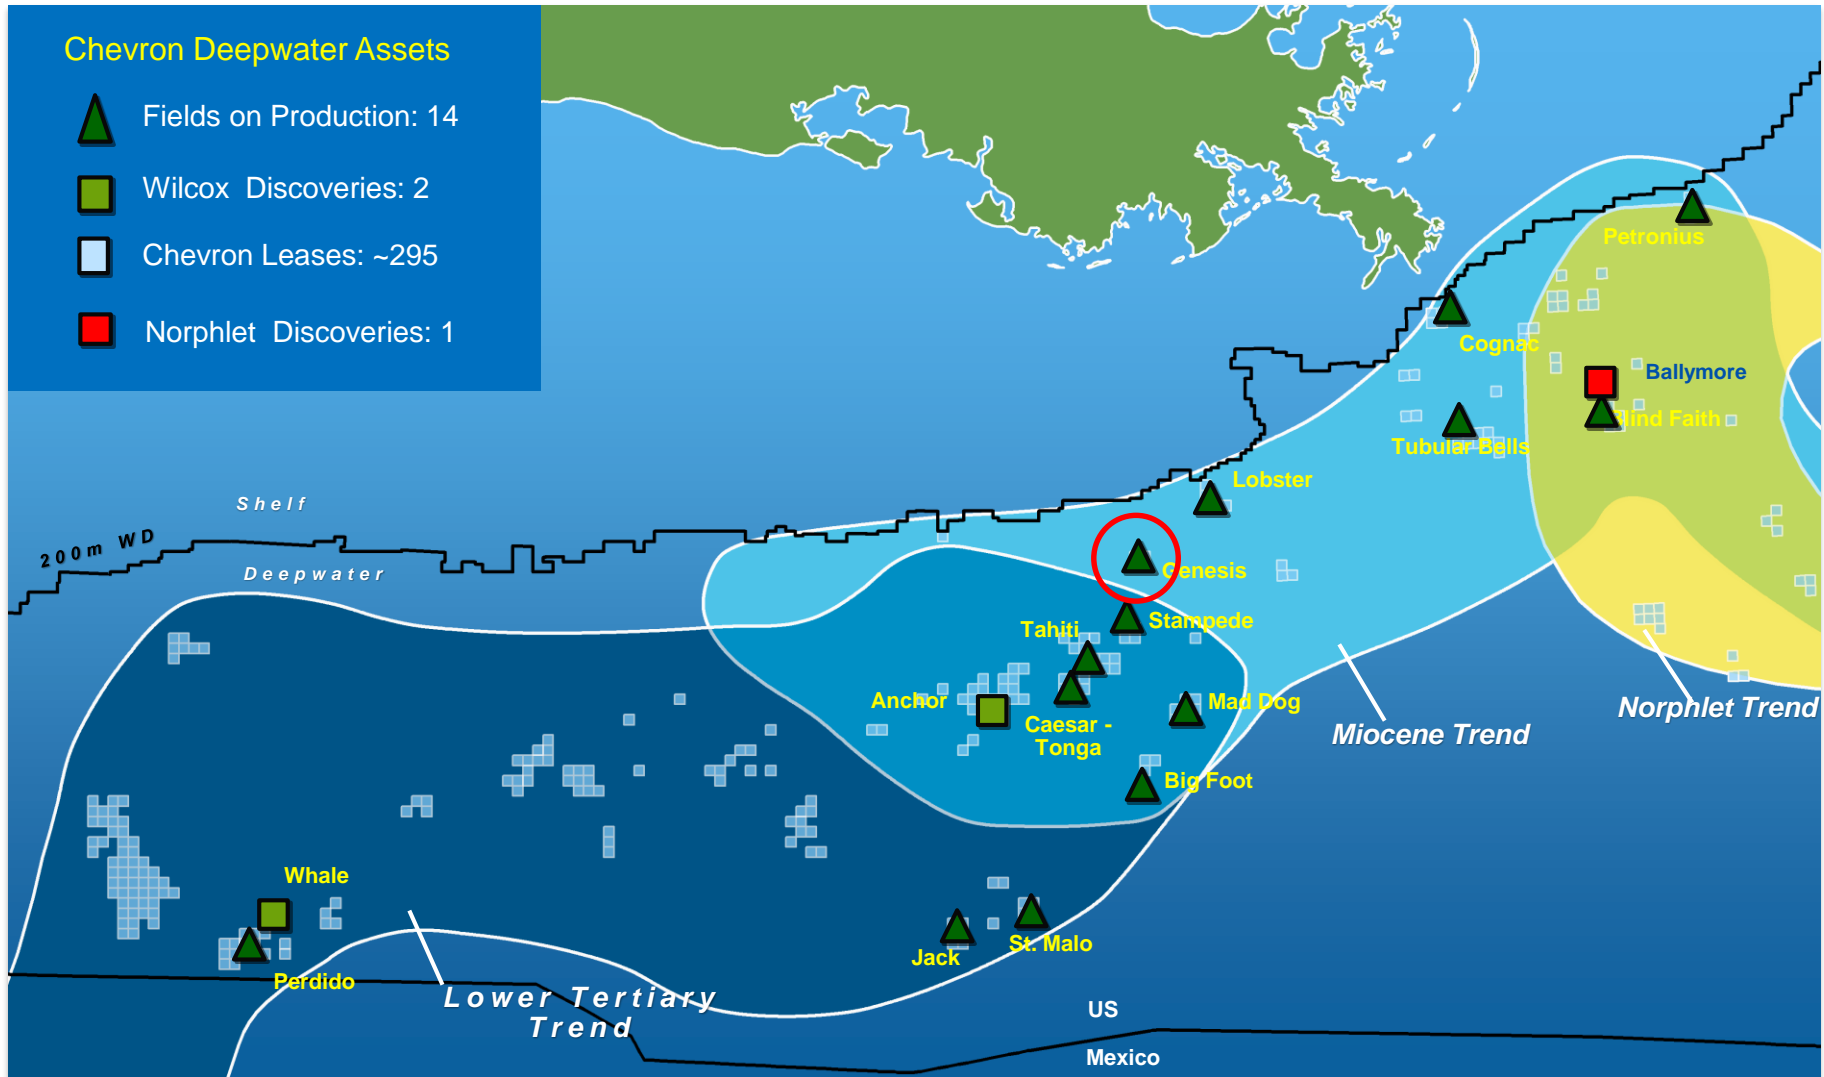 Chevron Deepwater Assets
Fields on Production: 14
Wilcox Discoveries: 2
Chevron Leases: ~295
Norphlet Discoveries: 1
Petronius
Cognac
Ballymore
Blind Faith
Tubular Bells
Lobster
Shelf
200m WD
Deepwater
Genesis
Stampede
Tahiti
Anchor
Mad Dog
Caesar -
Tonga
Norphlet Trend
Miocene Trend
Big Foot
Whale
Jack
St. Malo
Perdido
Lower Tertiary
Trend
US
Mexico